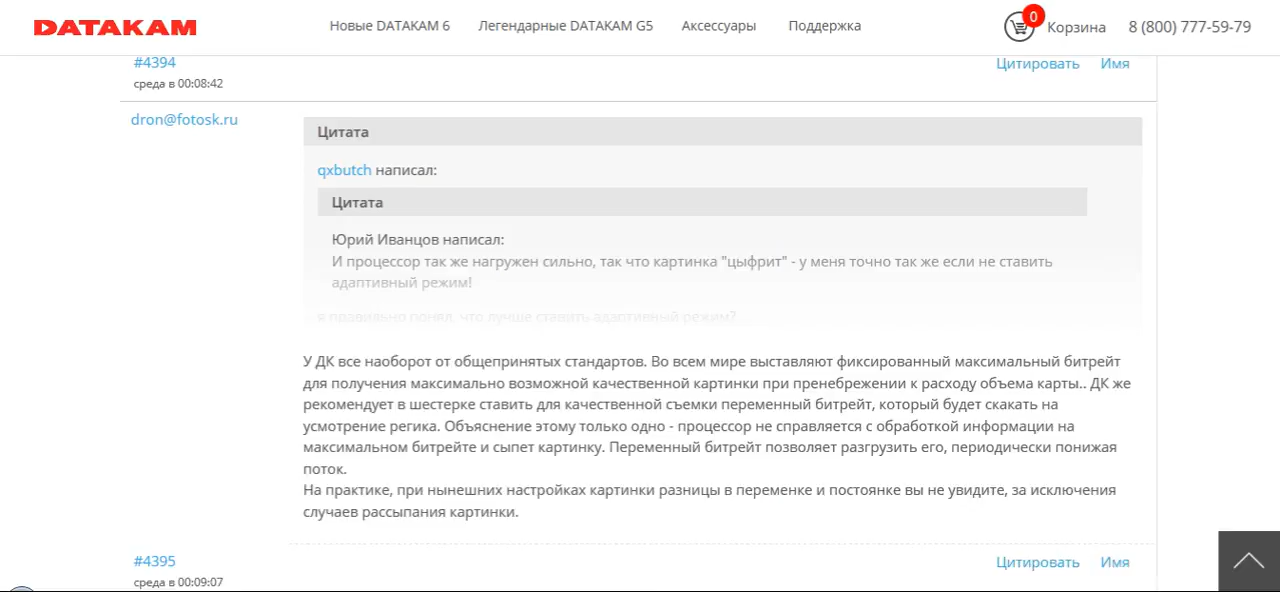 DATAKAM
Новые DATAKAM 6 Легендарные DATAKAM G5 Аксессуары Поддержка 0 Корзина 8 (800) 777-59-79
#4394 Цитировать Имя
среда в 00:08:42
dron@fotosk.ru
Цитата
qxbutch написал:
Цитата
Юрий Иванцов написал:
И процессор так же нагружен сильно, так что картинка "цыфрит" - у меня точно так же если не ставить
адаптивный режим!
я правильно понял, что лучше ставить адаптивный режим?
У ДК все наоборот от общепринятых стандартов. Во всем мире выставляют фиксированный максимальный битрейт
для получения максимально возможной качественной картинки при пренебрежении к расходу объема карты.. ДК же
рекомендует в шестерке ставить для качественной съемки переменный битрейт, который будет скакать на
усмотрение регика. Объяснение этому только одно - процессор не справляется с обработкой информации на
максимальном битрейте и сыпет картинку. Переменный битрейт позволяет разгрузить его, периодически понижая
поток.
На практике, при нынешних настройках картинки разницы в переменке и постоянке вы не увидите, за исключения
случаев рассыпания картинки.
#4395 Цитировать Имя
среда в 00:09:07